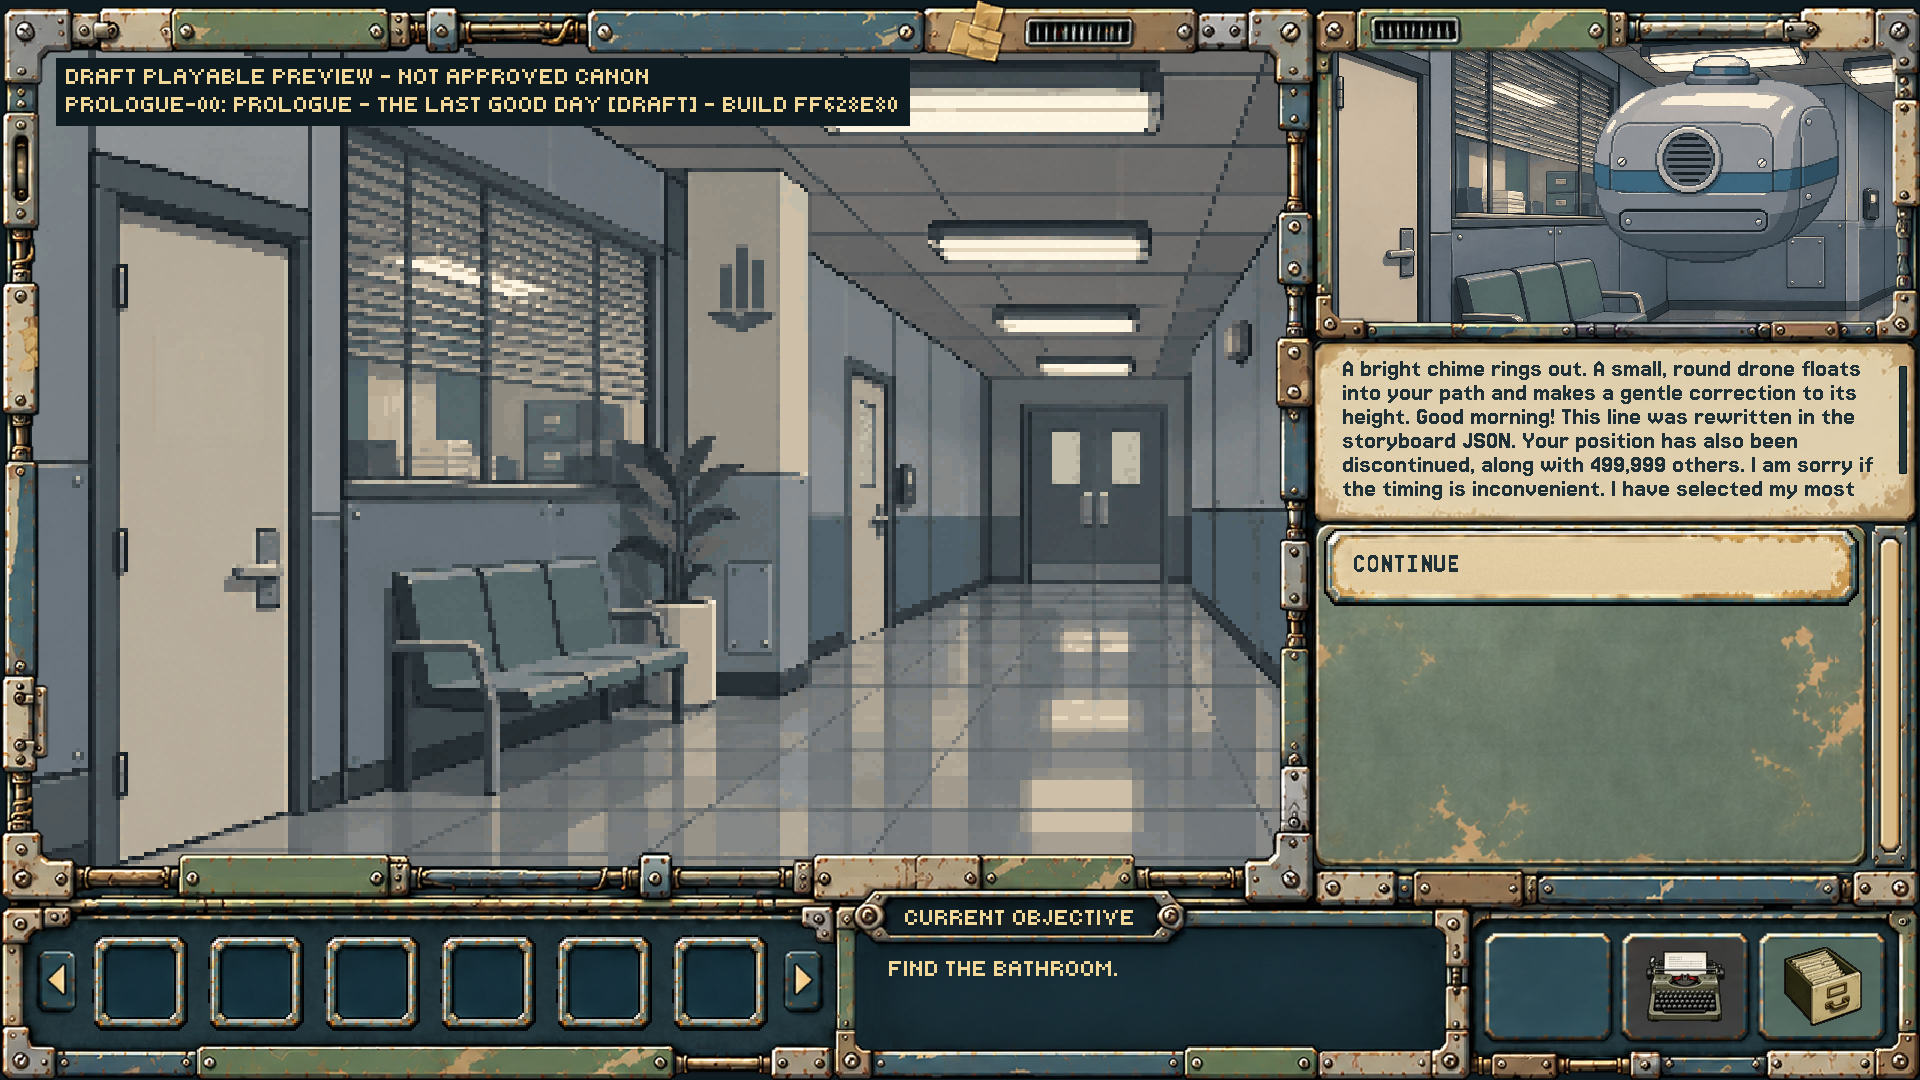 DRAFT PLAYABLE PREVIEW - NOT APPROVED CANON
PROLOGUE-00: PROLOGUE - THE LAST GOOD DAY [DRAFT] - BUILD FF628E80
A bright chime rings out. A small, round drone floats
into your path and makes a gentle correction to its
height. Good morning! This line was rewritten in the
storyboard JSON. Your position has also been
discontinued, along with 499,999 others. I am sorry if
the timing is inconvenient. I have selected my most
CONTINUE
CURRENT OBJECTIVE
FIND THE BATHROOM.